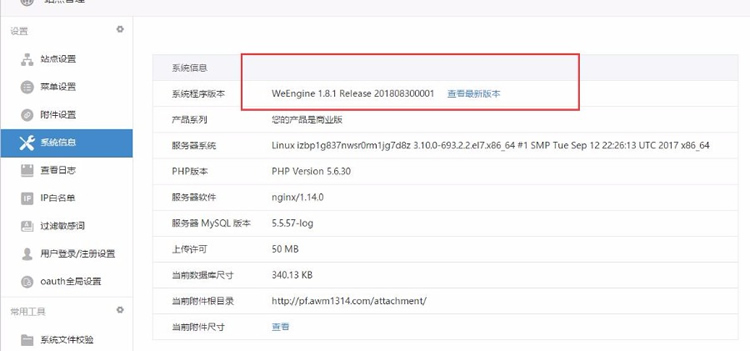 站点管理
设置
站点设置
菜单设置
附件设置
系统信息
查看日志
IP IP白名单
过滤敏感词
用户登录/注册设置
oauth全局设置
常用工具
系统文件校验
系统信息
系统程序版本 WeEngine 1.8.1 Release 201808300001 查看最新版本
产品系列 您的产品是商业版
服务器系统 Linux izbp1g837nwsr0m1jg7d8z 3.10.0-693.2.2.el7.x86_64 #1 SMP Tue Sep 12 22:26:13 UTC 2017 x86_64
PHP版本 PHP Version 5.6.30
服务器软件 nginx/1.14.0
服务器 MySQL 版本 5.5.57-log
上传许可 50 MB
当前数据库尺寸 340.13 KB
当前附件根目录 http://pf.awm1314.com/attachment/
当前附件尺寸 查看